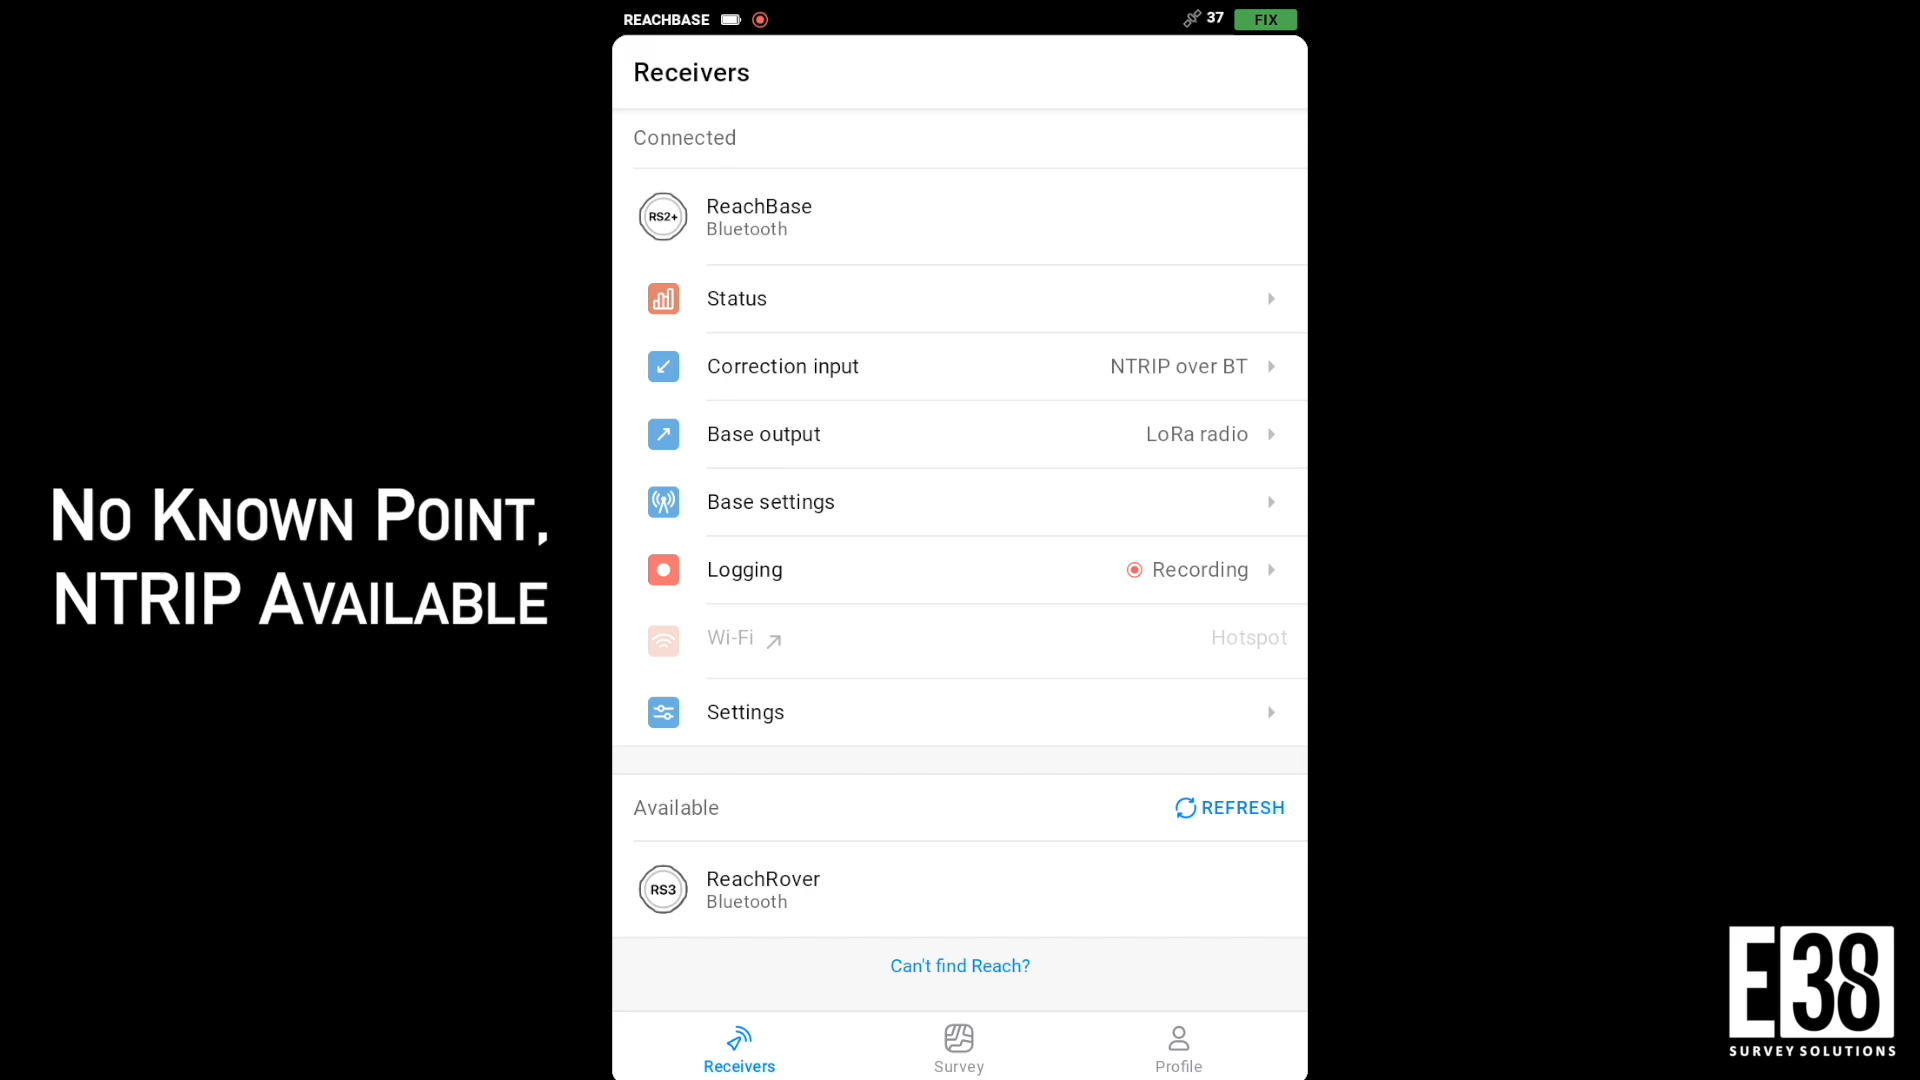 REACHBASE
37
FIX
Receivers
Connected
RS2+
ReachBase
Bluetooth
Status
Correction input
NTRIP over BT
Base output
LoRa radio
Base settings
Logging
Recording
Wi-Fi
Hotspot
Settings
Available
REFRESH
RS3
ReachRover
Bluetooth
Can't find Reach?
Receivers
Survey
Profile
No Known Point,
NTRIP Available
E38
SURVEY SOLUTIONS